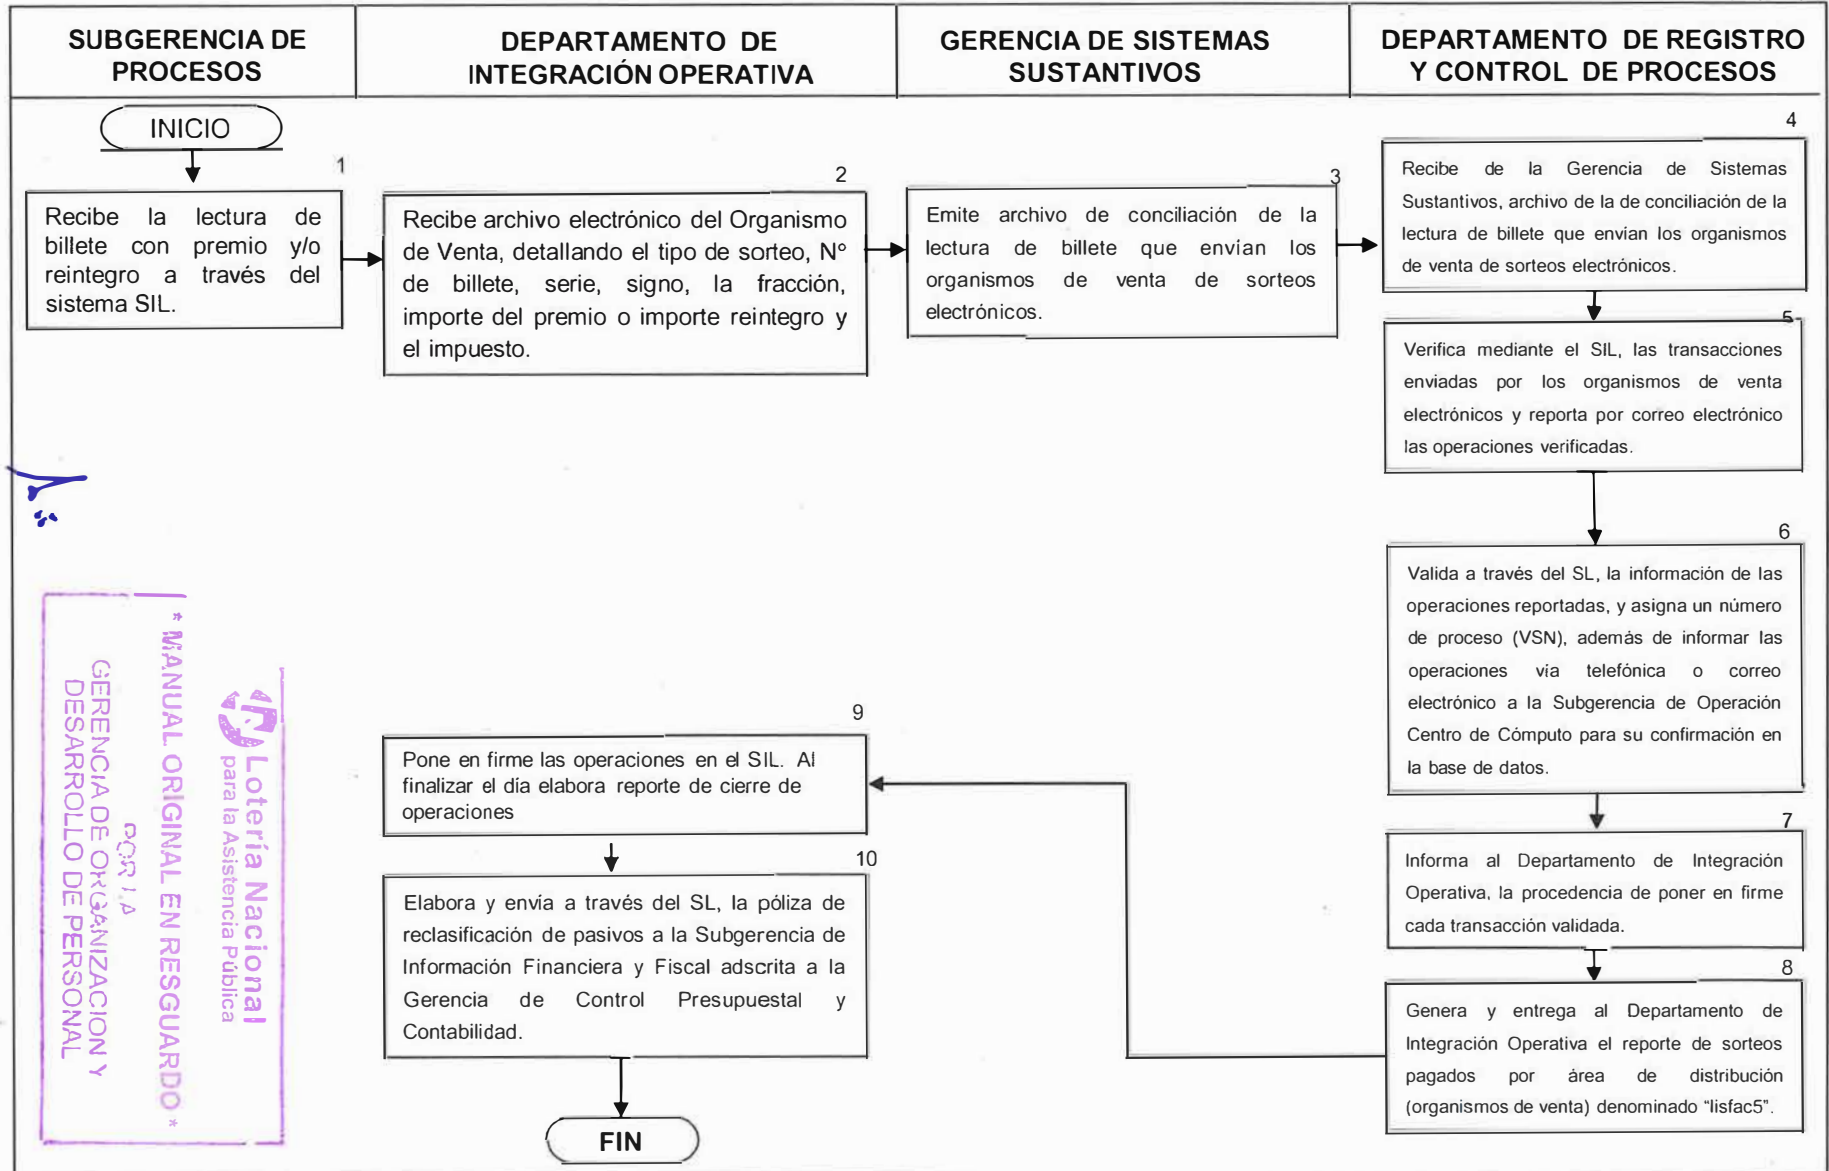 SUBGERENCIA DE
PROCESOS
DEPARTAMENTO DE
INTEGRACIÓN OPERATIVA
GERENCIA DE SISTEMAS
SUSTANTIVOS
DEPARTAMENTO DE REGISTRO
Y CONTROL DE PROCESOS
INICIO
1
Recibe la lectura de
billete con premio y/o
reintegro a través del
sistema SIL.
2
Recibe archivo electrónico del Organismo
de Venta, detallando el tipo de sorteo, Nº
de billete, serie, signo, la fracción,
importe del premio o importe reintegro y
el impuesto.
3
Emite archivo de conciliación de la
lectura de billete que envían los
organismos de venta de sorteos
electrónicos.
4
Recibe de la Gerencia de Sistemas
Sustantivos, archivo de la de conciliación de la
lectura de billete que envían los organismos
de venta de sorteos electrónicos.
5
Verifica mediante el SIL, las transacciones
enviadas por los organismos de venta
electrónicos y reporta por correo electrónico
las operaciones verificadas.
6
Valida a través del SL, la información de las
operaciones reportadas, y asigna un número
de proceso (VSN), además de informar las
operaciones vía telefónica o correo
electrónico a la Subgerencia de Operación
Centro de Cómputo para su confirmación en
la base de datos.
7
Informa al Departamento de Integración
Operativa, la procedencia de poner en firme
cada transacción validada.
8
Genera y entrega al Departamento de
Integración Operativa el reporte de sorteos
pagados por área de distribución
(organismos de venta) denominado "lisfac5".
9
Pone en firme las operaciones en el SIL. Al
finalizar el día elabora reporte de cierre de
operaciones
10
Elabora y envía a través del SL, la póliza de
reclasificación de pasivos a la Subgerencia de
Información Financiera y Fiscal adscrita a la
Gerencia de Control Presupuestal y
Contabilidad.
FIN
Lotería Nacional
para la Asistencia Pública
* MANUAL ORIGINAL EN RESGUARDO *
POR LA
GERENCIA DE ORGANIZACION Y
DESARROLLO DE PERSONAL